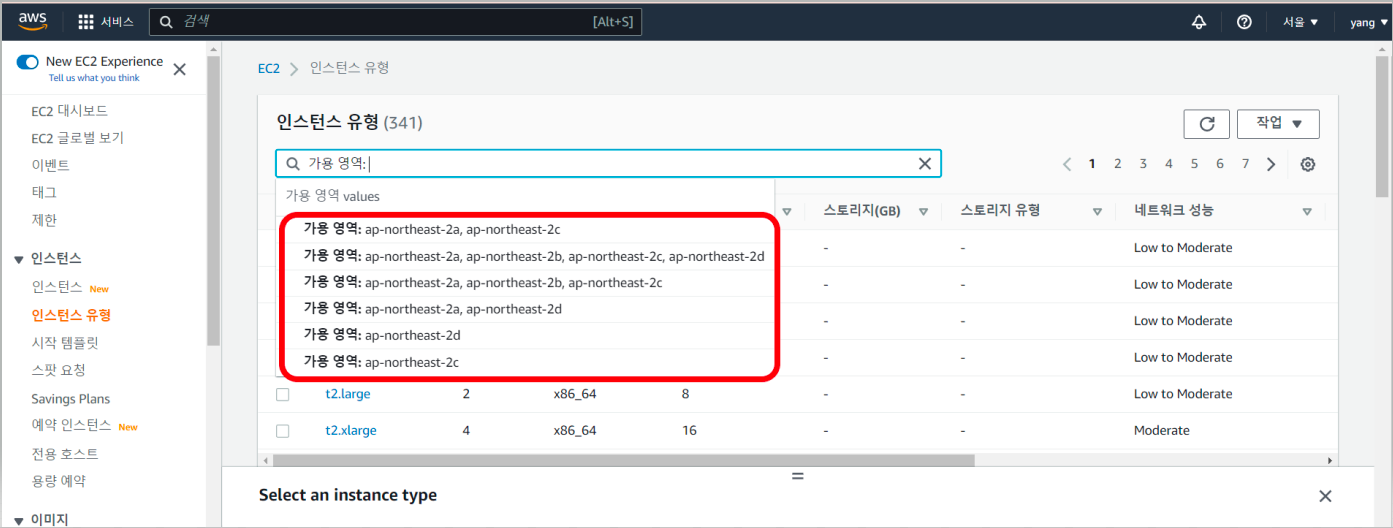 aws 서비스 검색 [Alt+S] 서울 ▼ yang ▼
New EC2 Experience
Tell us what you think
EC2 대시보드
EC2 글로벌 보기
이벤트
태그
제한
▼ 인스턴스
인스턴스 New
인스턴스 유형
시작 템플릿
스팟 요청
Savings Plans
예약 인스턴스 New
전용 호스트
용량 예약
▼ 이미지
EC2 > 인스턴스 유형
인스턴스 유형 (341)
작업 ▼
가용 영역:
< 1 2 3 4 5 6 7 >
가용 영역 values
가용 영역: ap-northeast-2a, ap-northeast-2c
가용 영역: ap-northeast-2a, ap-northeast-2b, ap-northeast-2c, ap-northeast-2d
가용 영역: ap-northeast-2a, ap-northeast-2b, ap-northeast-2c
가용 영역: ap-northeast-2a, ap-northeast-2d
가용 영역: ap-northeast-2d
가용 영역: ap-northeast-2c
스토리지(GB) 스토리지 유형 네트워크 성능
- - Low to Moderate
- - Low to Moderate
- - Low to Moderate
- - Low to Moderate
t2.large 2 x86_64 8 - - Low to Moderate
t2.xlarge 4 x86_64 16 - - Moderate
Select an instance type